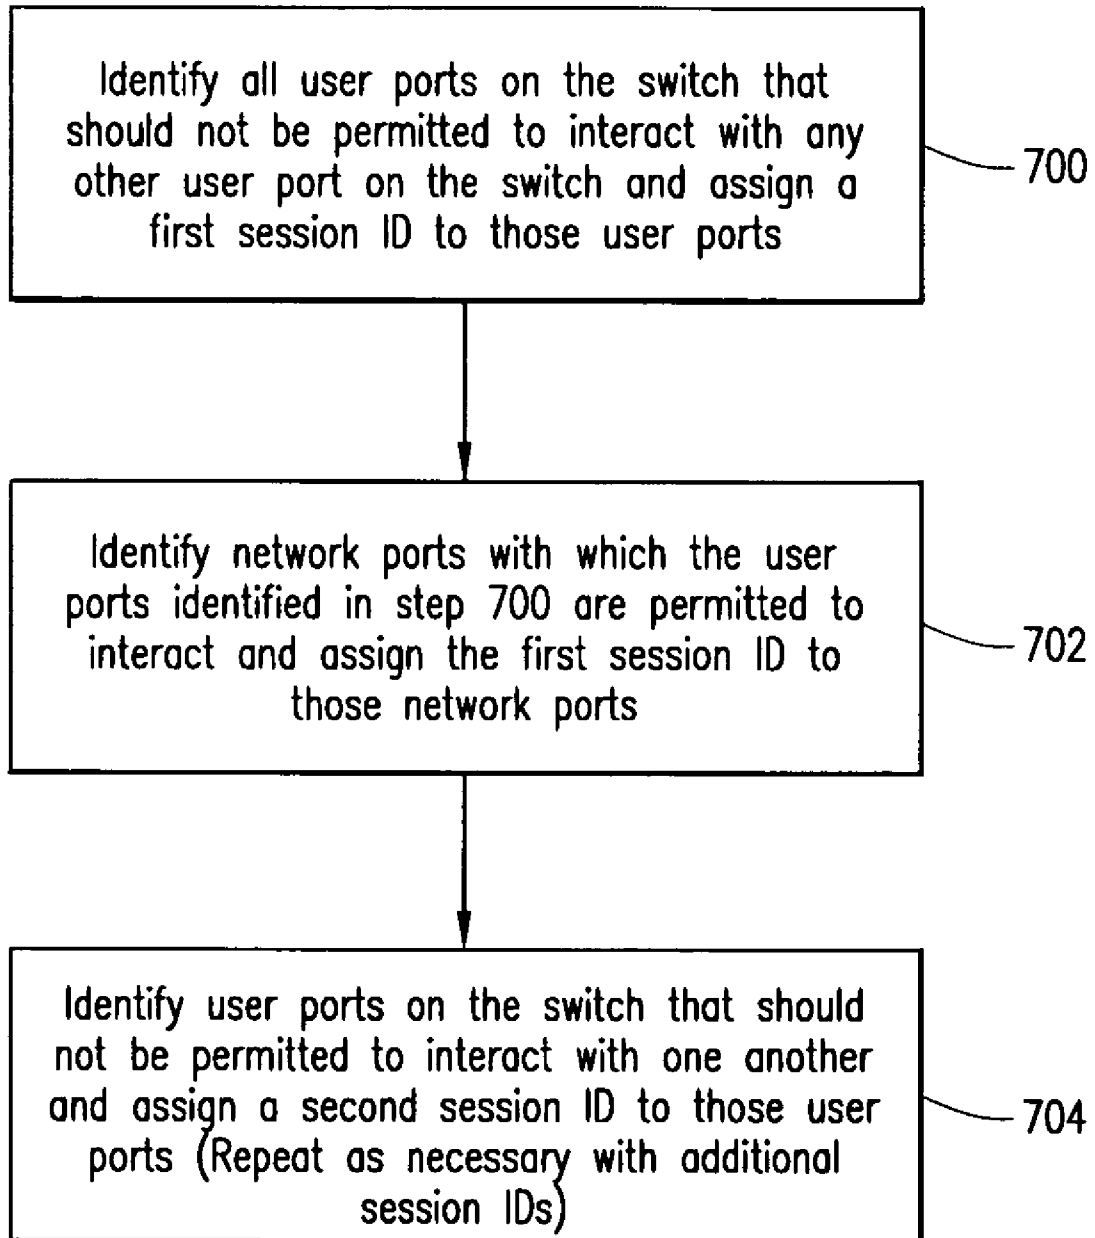 Identify all user ports on the switch that
should not be permitted to interact with any
other user port on the switch and assign a
first session ID to those user ports
700
Identify network ports with which the user
ports identified in step 700 are permitted to
interact and assign the first session ID to
those network ports
702
Identify user ports on the switch that should
not be permitted to interact with one another
and assign a second session ID to those user
ports (Repeat as necessary with additional
session IDs)
704